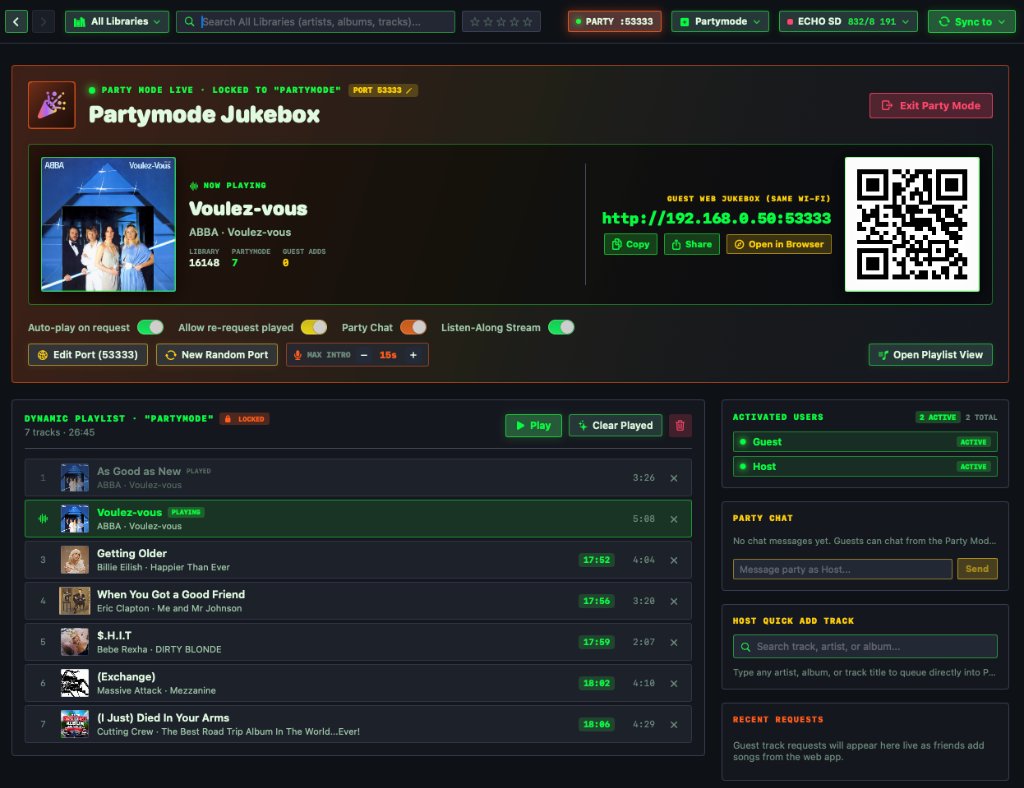 All Libraries
Search All Libraries (artists, albums, tracks)...
PARTY :53333
Partymode
ECHO SD 832/8 191
Sync to
PARTY MODE LIVE · LOCKED TO "PARTYMODE" PORT 53333
Partymode Jukebox
Exit Party Mode
ABBA Voulez-Vous
NOW PLAYING
Voulez-vous
ABBA · Voulez-vous
LIBRARY PARTYMODE GUEST ADDS
16148 7 0
GUEST WEB JUKEBOX (SAME WI-FI)
http://192.168.0.50:53333
Copy Share Open in Browser
Auto-play on request Allow re-request played Party Chat Listen-Along Stream
Edit Port (53333) New Random Port MAX INTRO − 15s + Open Playlist View
DYNAMIC PLAYLIST · "PARTYMODE" LOCKED
7 tracks · 26:45
Play Clear Played
1 As Good as New PLAYED 3:26 ×
ABBA · Voulez-vous
Voulez-vous PLAYING 5:08 ×
ABBA · Voulez-vous
3 Getting Older 17:52 4:04 ×
Billie Eilish · Happier Than Ever
4 When You Got a Good Friend 17:56 3:20 ×
Eric Clapton · Me and Mr Johnson
5 $.H.I.T 17:59 2:07 ×
Bebe Rexha · DIRTY BLONDE
6 (Exchange) 18:02 4:10 ×
Massive Attack · Mezzanine
7 (I Just) Died In Your Arms 18:06 4:29 ×
Cutting Crew · The Best Road Trip Album In The World...Ever!
ACTIVATED USERS 2 ACTIVE 2 TOTAL
Guest ACTIVE
Host ACTIVE
PARTY CHAT
No chat messages yet. Guests can chat from the Party Mod...
Message party as Host... Send
HOST QUICK ADD TRACK
Search track, artist, or album...
Type any artist, album, or track title to queue directly into P...
RECENT REQUESTS
Guest track requests will appear here live as friends add
songs from the web app.